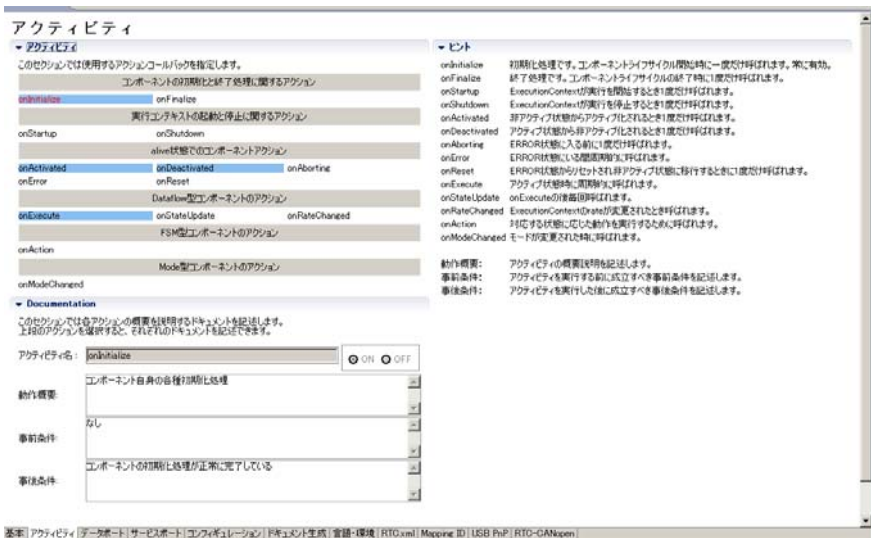 アクティビティ
アクティビティ
このセクションでは使用するアクションコールバックを指定します。
コンポーネントの初期化と終了処理に関するアクション
onInitialize onFinalize
実行コンテキストの起動と停止に関するアクション
onStartup onShutdown
alive状態でのコンポーネントアクション
onActivated onDeactivated onAborting
onError onReset
Dataflow型コンポーネントのアクション
onExecute onStateUpdate onRateChanged
FSM型コンポーネントのアクション
onAction
Mode型コンポーネントのアクション
onModeChanged
Documentation
このセクションでは各アクションの概要を説明するドキュメントを記述します。
上段のアクションを選択すると、それぞれのドキュメントを記述できます。
アクティビティ名: onInitialize ON OFF
動作概要: コンポーネント自身の各種初期化処理
事前条件: なし
事後条件: コンポーネントの初期化処理が正常に完了している
ヒント
onInitialize 初期化処理です。コンポーネントライフサイクル開始時に一度だけ呼ばれます。常に有効。
onFinalize 終了処理です。コンポーネントライフサイクルの終了時に1度だけ呼ばれます。
onStartup ExecutionContextが実行を開始するとき1度だけ呼ばれます。
onShutdown ExecutionContextが実行を停止するとき1度だけ呼ばれます。
onActivated 非アクティブ状態からアクティブ化されるとき1度だけ呼ばれます。
onDeactivated アクティブ状態から非アクティブ化されるとき1度だけ呼ばれます。
onAborting ERROR状態に入る前に1度だけ呼ばれます。
onError ERROR状態にいる間周期的に呼ばれます。
onReset ERROR状態からリセットされ非アクティブ状態に移行するときに1度だけ呼ばれます。
onExecute アクティブ状態時に周期的に呼ばれます。
onStateUpdate onExecuteの後毎回呼ばれます。
onRateChanged ExecutionContextのrateが変更されたとき呼ばれます。
onAction 対応する状態に応じた動作を実行するために呼ばれます。
onModeChanged モードが変更された時に呼ばれます。
動作概要: アクティビティの概要説明を記述します。
事前条件: アクティビティを実行する前に成立すべき事前条件を記述します。
事後条件: アクティビティを実行した後に成立すべき事後条件を記述します。
基本 アクティビティ データポート サービスポート コンフィギュレーション ドキュメント生成 言語・環境 RTC.xml Mapping ID USB PnP RTC-CANopen